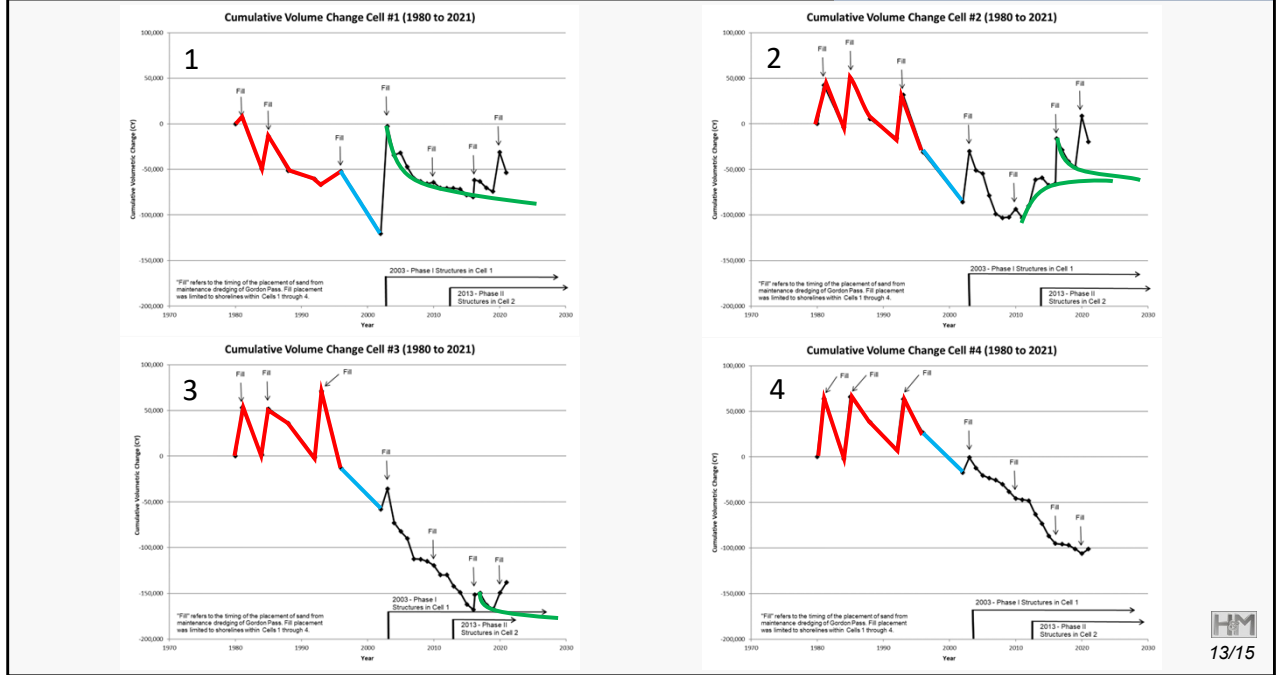 Cumulative Volume Change Cell #1 (1980 to 2021)
1
100,000
50,000
0
-50,000
-100,000
-150,000
-200,000
Cumulative Volumetric Change (CY)
Fill
Fill
Fill
Fill
Fill
Fill
Fill
2003 - Phase I Structures in Cell 1
2013 - Phase II
Structures in Cell 2
"Fill" refers to the timing of the placement of sand from
maintenance dredging of Gordon Pass. Fill placement
was limited to shorelines within Cells 1 through 4.
1970
1980
1990
2000
2010
2020
2030
Year
Cumulative Volume Change Cell #2 (1980 to 2021)
2
100,000
50,000
0
-50,000
-100,000
-150,000
-200,000
Cumulative Volumetric Change (CY)
Fill
Fill
Fill
Fill
Fill
Fill
Fill
2003 - Phase I Structures in Cell 1
2013 - Phase II
Structures in Cell 2
"Fill" refers to the timing of the placement of sand from
maintenance dredging of Gordon Pass. Fill placement
was limited to shorelines within Cells 1 through 4.
1970
1980
1990
2000
2010
2020
2030
Year
Cumulative Volume Change Cell #3 (1980 to 2021)
3
100,000
50,000
0
-50,000
-100,000
-150,000
-200,000
Cumulative Volumetric Change (CY)
Fill
Fill
Fill
Fill
Fill
Fill
Fill
2003 - Phase I
Structures in Cell 1
2013 - Phase II
Structures in Cell 2
"Fill" refers to the timing of the placement of sand from
maintenance dredging of Gordon Pass. Fill placement
was limited to shorelines within Cells 1 through 4.
1970
1980
1990
2000
2010
2020
2030
Year
Cumulative Volume Change Cell #4 (1980 to 2021)
4
100,000
50,000
0
-50,000
-100,000
-150,000
-200,000
Cumulative Volumetric Change (CY)
Fill
Fill
Fill
Fill
Fill
Fill
Fill
2003 - Phase I Structures in Cell 1
2013 - Phase II
Structures in Cell 2
"Fill" refers to the timing of the placement of sand from
maintenance dredging of Gordon Pass. Fill placement
was limited to shorelines within Cells 1 through 4.
1970
1980
1990
2000
2010
2020
2030
Year
H&M
13/15